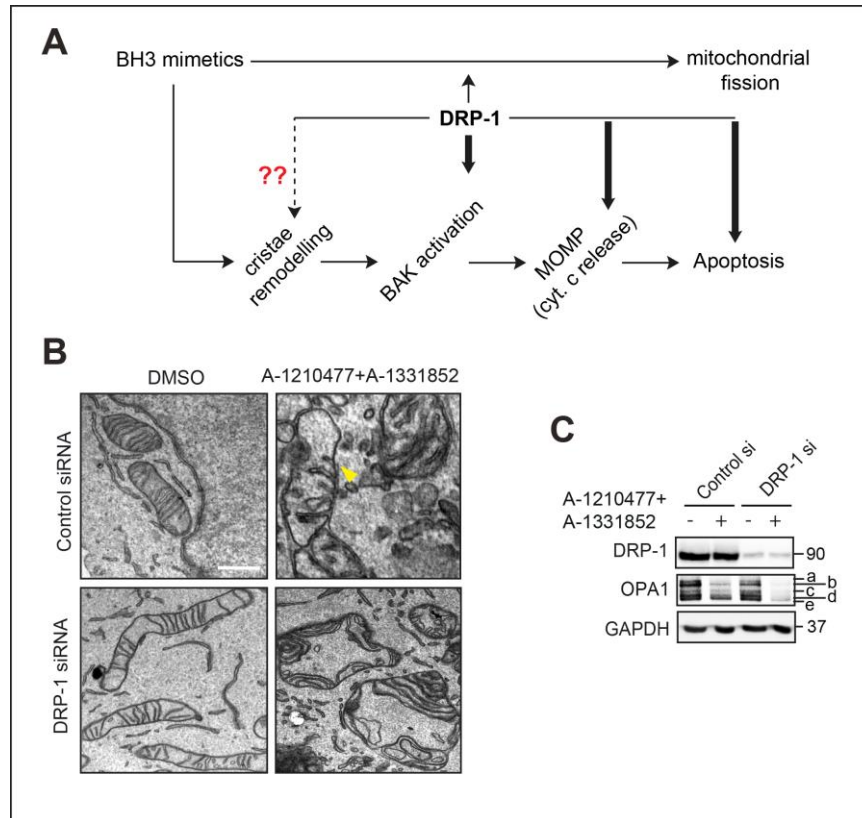 A
BH3 mimetics
mitochondrial
fission
DRP-1
??
cristae
remodelling
BAK activation
MOMP
(cyt. c release)
Apoptosis
B
DMSO
A-1210477+A-1331852
Control siRNA
DRP-1 siRNA
C
Control si
DRP-1 si
A-1210477+
A-1331852
- + - +
DRP-1
90
OPA1
a
b
c
d
e
GAPDH
37